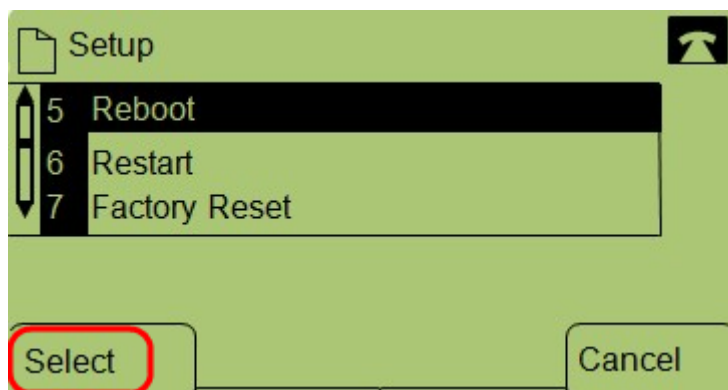 Setup
5 Reboot
6 Restart
7 Factory Reset
Select Cancel